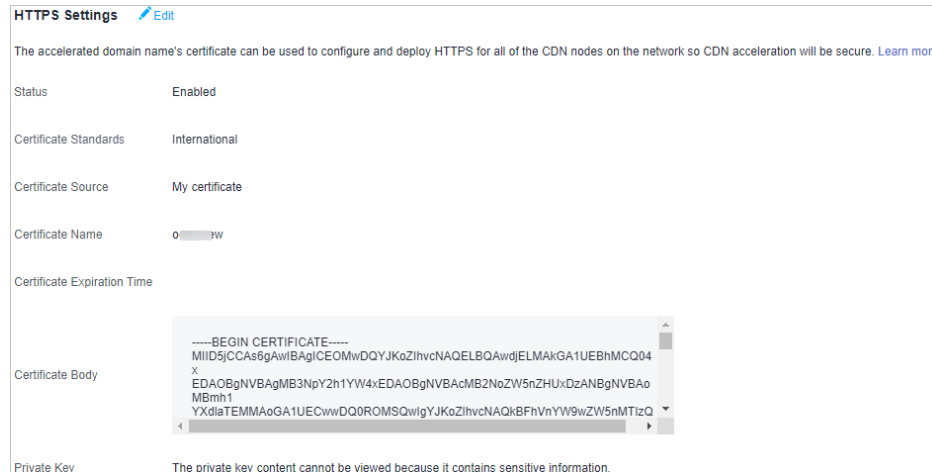 HTTPS Settings Edit
The accelerated domain name's certificate can be used to configure and deploy HTTPS for all of the CDN nodes on the network so CDN acceleration will be secure. Learn mor
Status Enabled
Certificate Standards International
Certificate Source My certificate
Certificate Name
Certificate Expiration Time
Certificate Body
-----BEGIN CERTIFICATE-----
MIID5jCCAs6gAwIBAgICEOMwDQYJKoZIhvcNAQELBQAwdjELMAkGA1UEBhMCQ04
x
EDAOBgNVBAgMB3NpY2h1YW4xEDAOBgNVBAcMB2NoZW5nZHUxDzANBgNVBAo
MBmh1
YXdlaTEMMAoGA1UECwwDQ0ROMSQwIgYJKoZIhvcNAQkBFhVnYW9wZW5nMTIzQ
Private Key The private key content cannot be viewed because it contains sensitive information.